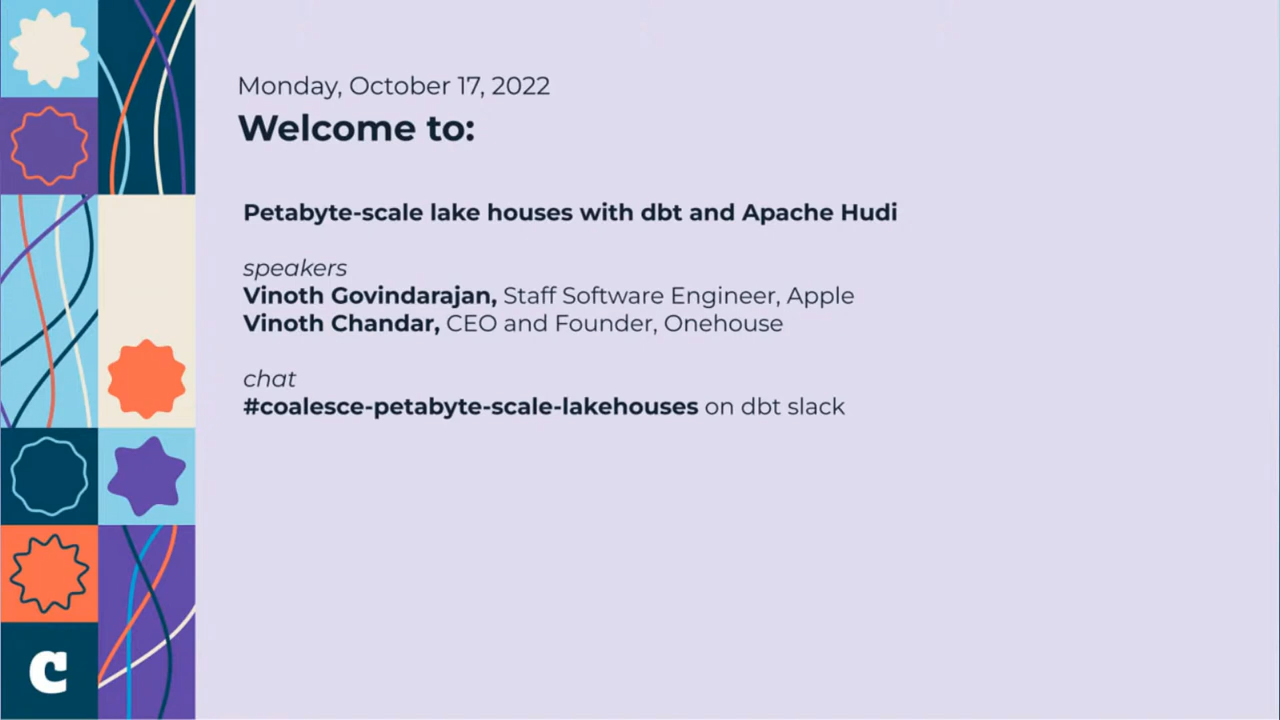 Monday, October 17, 2022
Welcome to:
Petabyte-scale lake houses with dbt and Apache Hudi
speakers
Vinoth Govindarajan, Staff Software Engineer, Apple
Vinoth Chandar, CEO and Founder, Onehouse
chat
#coalesce-petabyte-scale-lakehouses on dbt slack
c